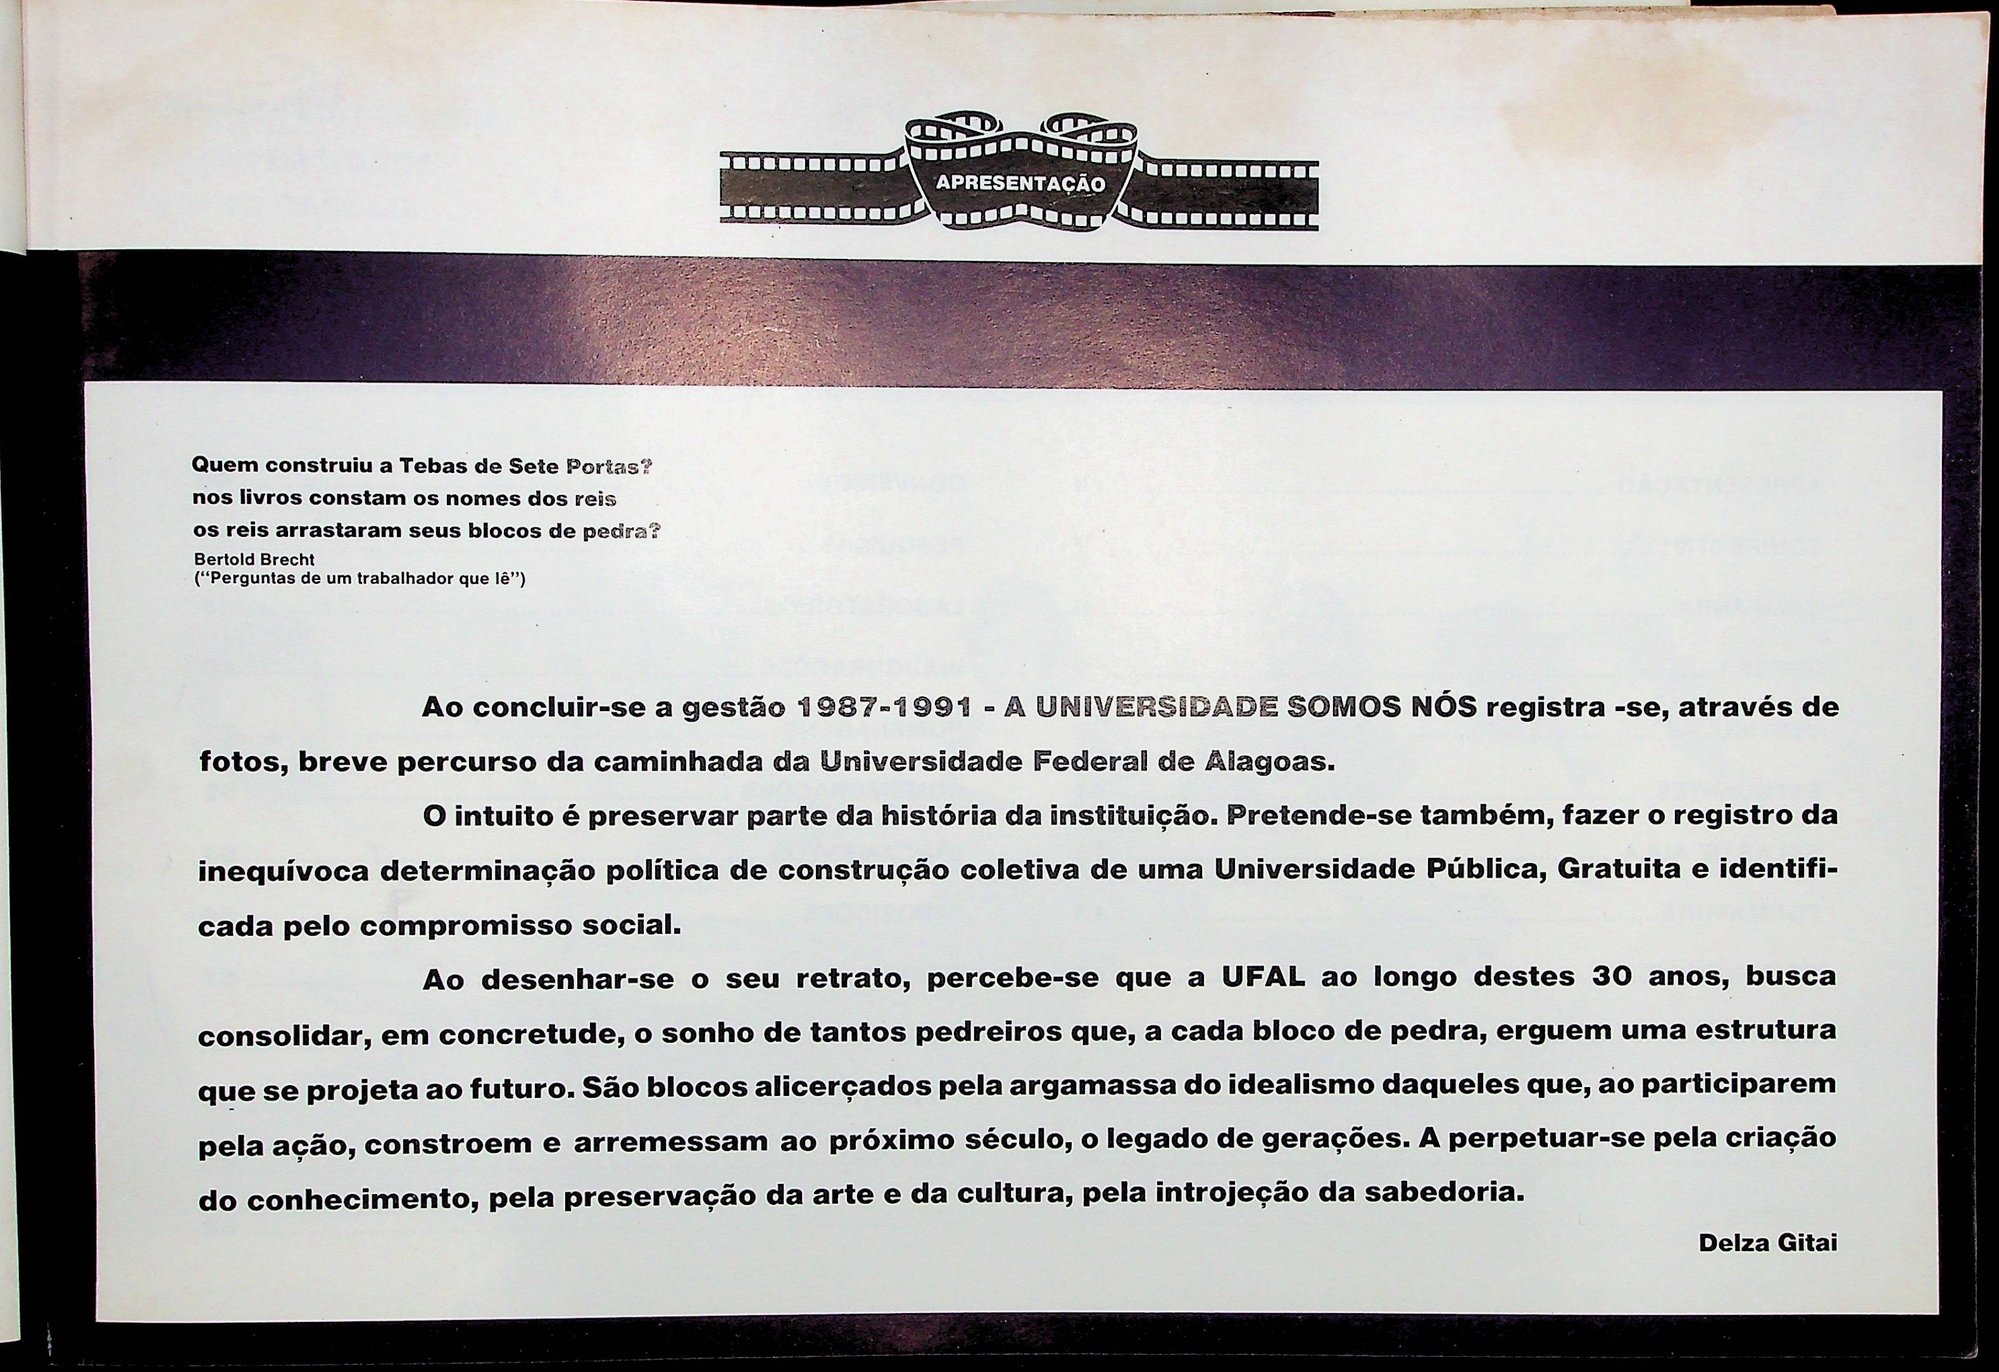 APRESENTAÇÃO
Quem construiu a Tebas de Sete Portas?
nos livros constam os nomes dos reis
os reis arrastaram seus blocos de pedra?
Bertold Brecht
(“Perguntas de um trabalhador que lê”)
Ao concluir-se a gestão 1987-1991 - A UNIVERSIDADE SOMOS NÓS registra -se, através de
fotos, breve percurso da caminhada da Universidade Federal de Alagoas.
O intuito é preservar parte da história da instituição. Pretende-se também, fazer o registro da
inequívoca determinação política de construção coletiva de uma Universidade Pública, Gratuita e identifi-
cada pelo compromisso social.
Ao desenhar-se o seu retrato, percebe-se que a UFAL ao longo destes 30 anos, busca
consolidar, em concretude, o sonho de tantos pedreiros que, a cada bloco de pedra, erguem uma estrutura
que se projeta ao futuro. São blocos alicerçados pela argamassa do idealismo daqueles que, ao participarem
pela ação, constroem e arremessam ao próximo século, o legado de gerações. A perpetuar-se pela criação
do conhecimento, pela preservação da arte e da cultura, pela introjeção da sabedoria.
Delza Gitai